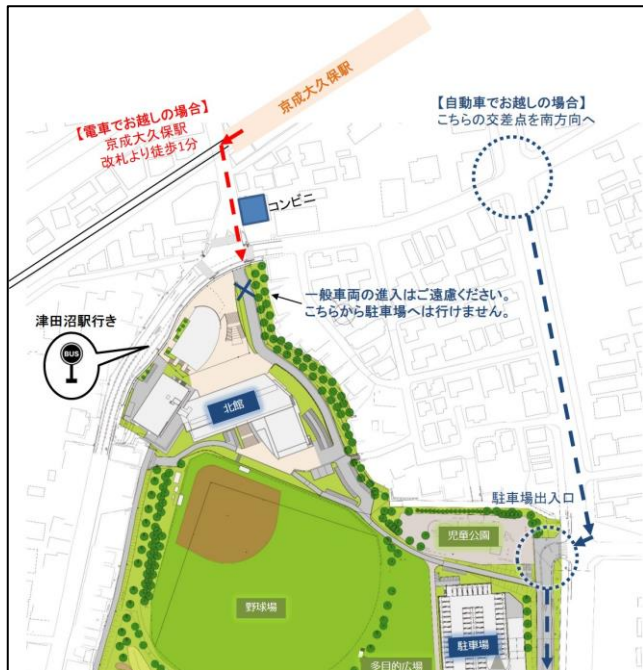 京成大久保駅
【電車でお越しの場合】
京成大久保駅
改札より徒歩1分
【自動車でお越しの場合】
こちらの交差点を南方向へ
コンビニ
一般車両の進入はご遠慮ください。
こちらから駐車場へは行けません。
津田沼駅行き
BUS
北館
駐車場出入口
児童公園
野球場
駐車場
多目的広場